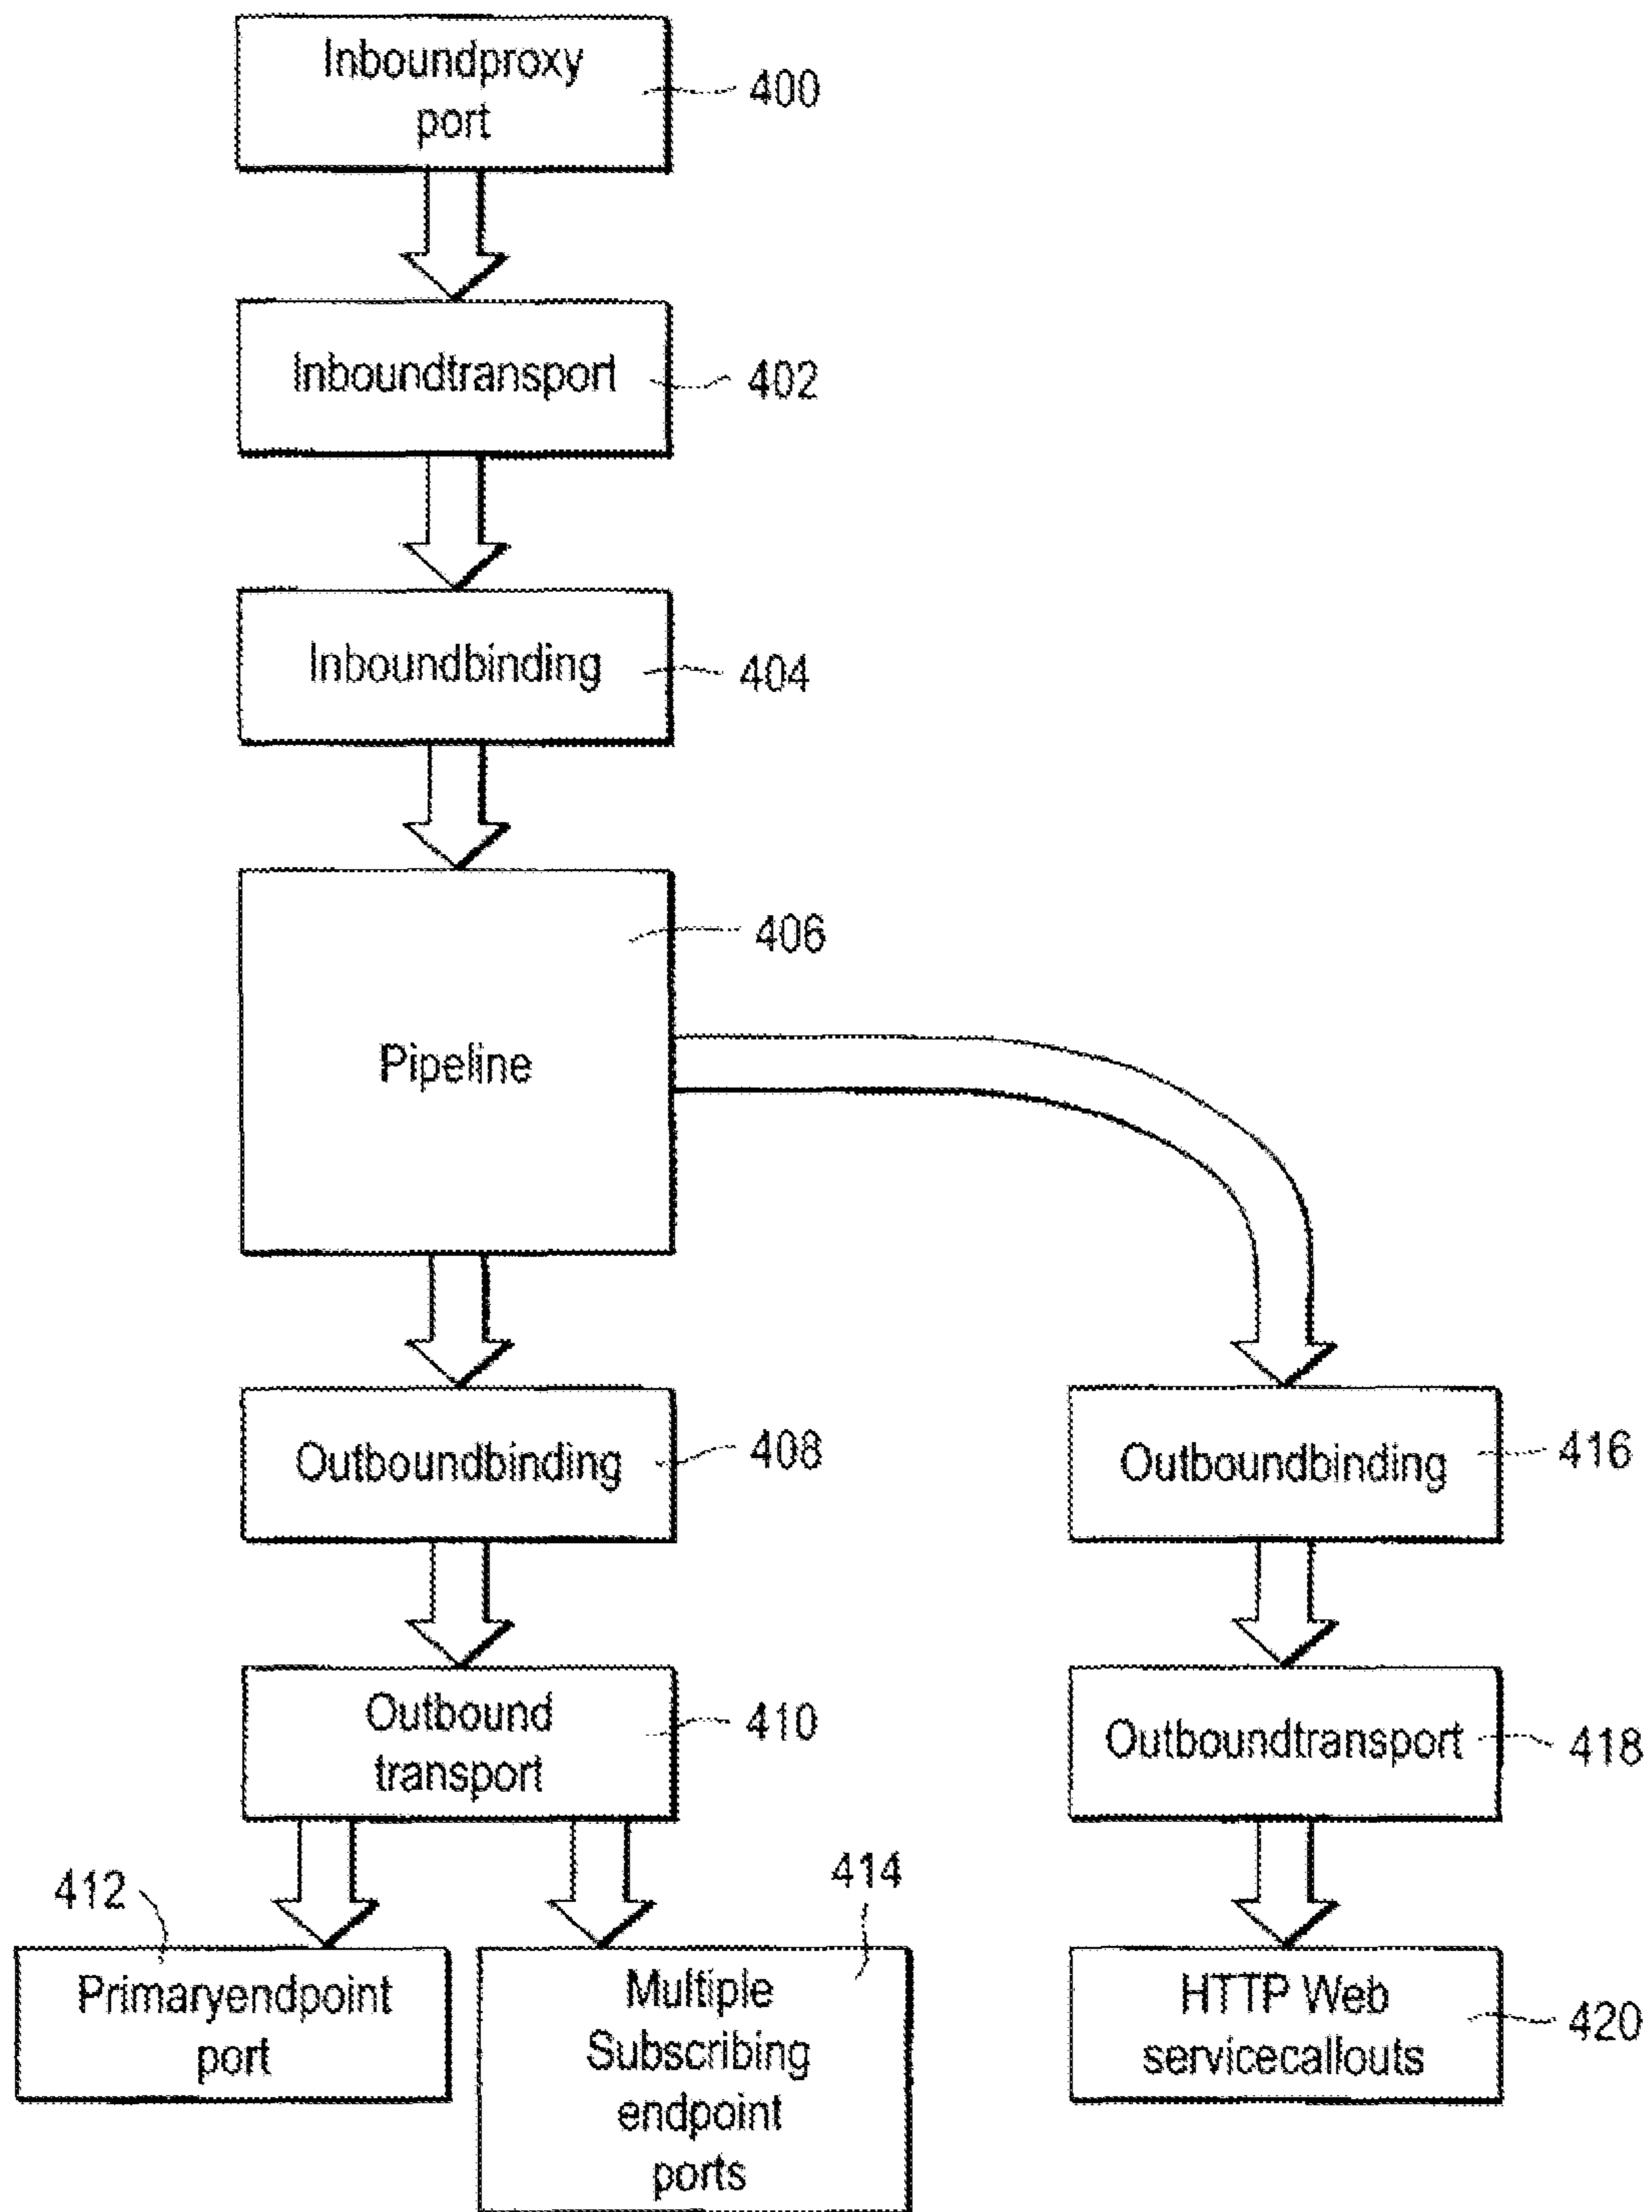 Inboundproxy
port
400
Inboundtransport
402
Inboundbinding
404
406
Pipeline
Outboundbinding
408
Outboundbinding
416
Outbound
transport
410
Outboundtransport
418
412
414
Primaryendpoint
port
Multiple
Subscribing
endpoint
ports
HTTP Web
servicecallouts
420